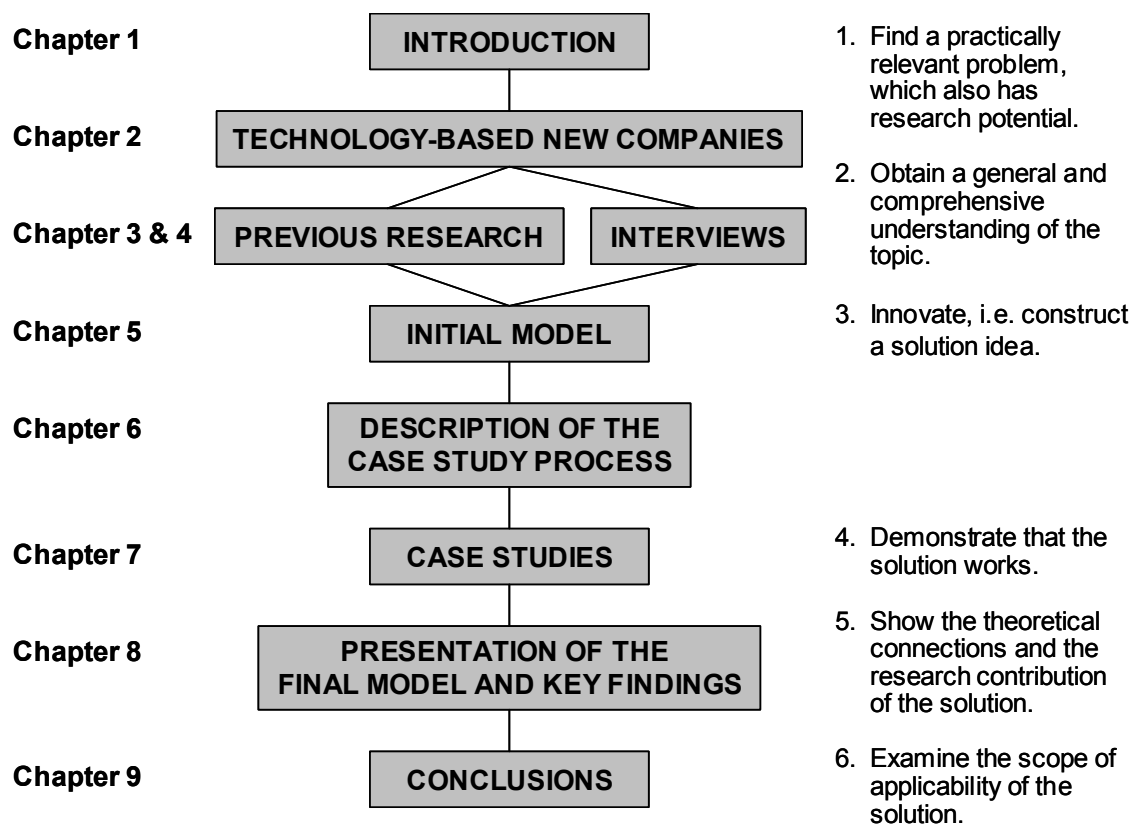 Chapter 1
INTRODUCTION
1. Find a practically
relevant problem,
which also has
research potential.
Chapter 2
TECHNOLOGY-BASED NEW COMPANIES
2. Obtain a general and
comprehensive
understanding of the
topic.
Chapter 3 & 4
PREVIOUS RESEARCH
INTERVIEWS
Chapter 5
INITIAL MODEL
3. Innovate, i.e. construct
a solution idea.
Chapter 6
DESCRIPTION OF THE
CASE STUDY PROCESS
Chapter 7
CASE STUDIES
4. Demonstrate that the
solution works.
Chapter 8
PRESENTATION OF THE
FINAL MODEL AND KEY FINDINGS
5. Show the theoretical
connections and the
research contribution
of the solution.
Chapter 9
CONCLUSIONS
6. Examine the scope of
applicability of the
solution.